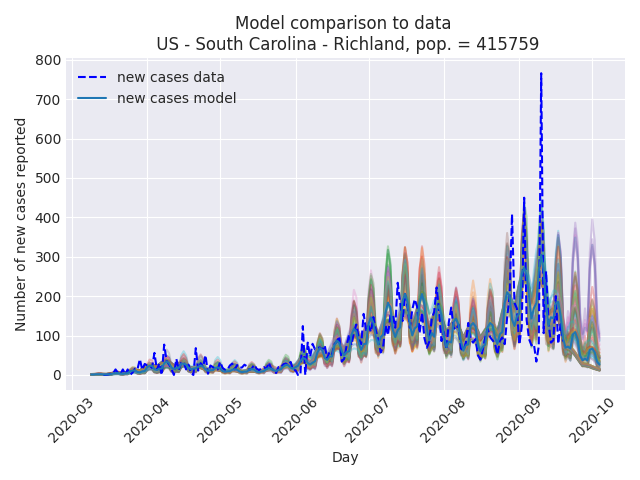 Model comparison to data
US - South Carolina - Richland, pop. = 415759
new cases data
new cases model
Number of new cases reported
800
700
600
500
400
300
200
100
0
2020-03
2020-04
2020-05
2020-06
2020-07
2020-08
2020-09
2020-10
Day